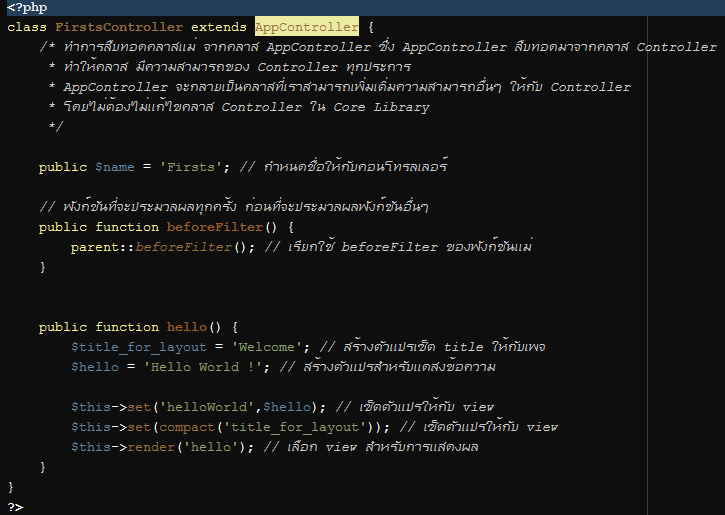 <?php
class FirstsController extends AppController {
/* ทำการสืบทอดคลาสแม่ จากคลาส AppController ซึ่ง AppController สืบทอดมาจากคลาส Controller
* ทำให้คลาส มีความสามารถของ Controller ทุกประการ
* AppController จะกลายเป็นคลาสที่เราสามารถเพิ่มเติมความสามารถอื่นๆ ให้กับ Controller
* โดยไม่ต้องไม่แก้ไขคลาส Controller ใน Core Library
*/
public $name = 'Firsts'; // กำหนดชื่อให้กับคอนโทรลเลอร์
// ฟังก์ชันที่จะประมาลผลทุกครั้ง ก่อนที่จะประมาลผลฟังก์ชันอื่นๆ
public function beforeFilter() {
parent::beforeFilter(); // เรียกใช้ beforeFilter ของฟังก์ชันแม่
}
public function hello() {
$title_for_layout = 'Welcome'; // สร้างตัวแปรเซ็ต title ให้กับเพจ
$hello = 'Hello World !'; // สร้างตัวแปรสำหรับแดสงข้อความ
$this->set('helloWorld',$hello); // เซ็ตตัวแปรให้กับ view
$this->set(compact('title_for_layout')); // เซ็ตตัวแปรให้กับ view
$this->render('hello'); // เลือก view สำหรับการแสดงผล
}
}
?>